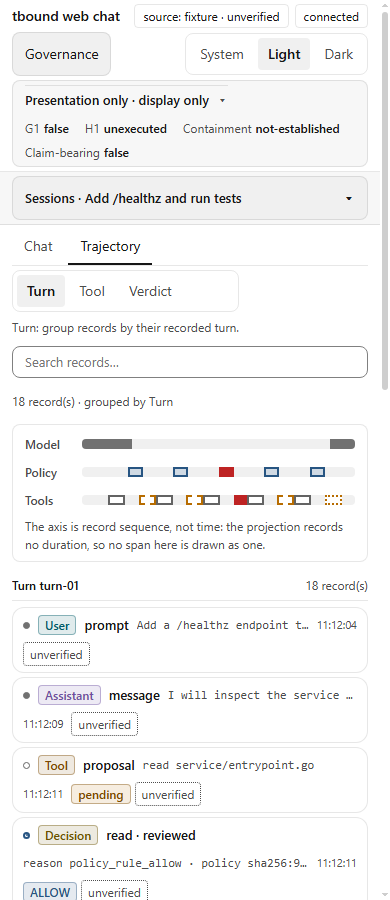 tbound web chat
source: fixture · unverified
connected
Governance
System
Light
Dark
Presentation only · display only
G1 false H1 unexecuted Containment not-established
Claim-bearing false
Sessions · Add /healthz and run tests
Chat
Trajectory
Turn
Tool
Verdict
Turn: group records by their recorded turn.
Search records...
18 record(s) · grouped by Turn
Model
Policy
Tools
The axis is record sequence, not time: the projection records
no duration, so no span here is drawn as one.
Turn turn-01
18 record(s)
User prompt Add a /healthz endpoint t… 11:12:04
unverified
Assistant message I will inspect the service …
11:12:09 unverified
Tool proposal read service/entrypoint.go
11:12:11 pending unverified
Decision read · reviewed
reason policy_rule_allow · policy sha256:9… 11:12:11
ALLOW unverified